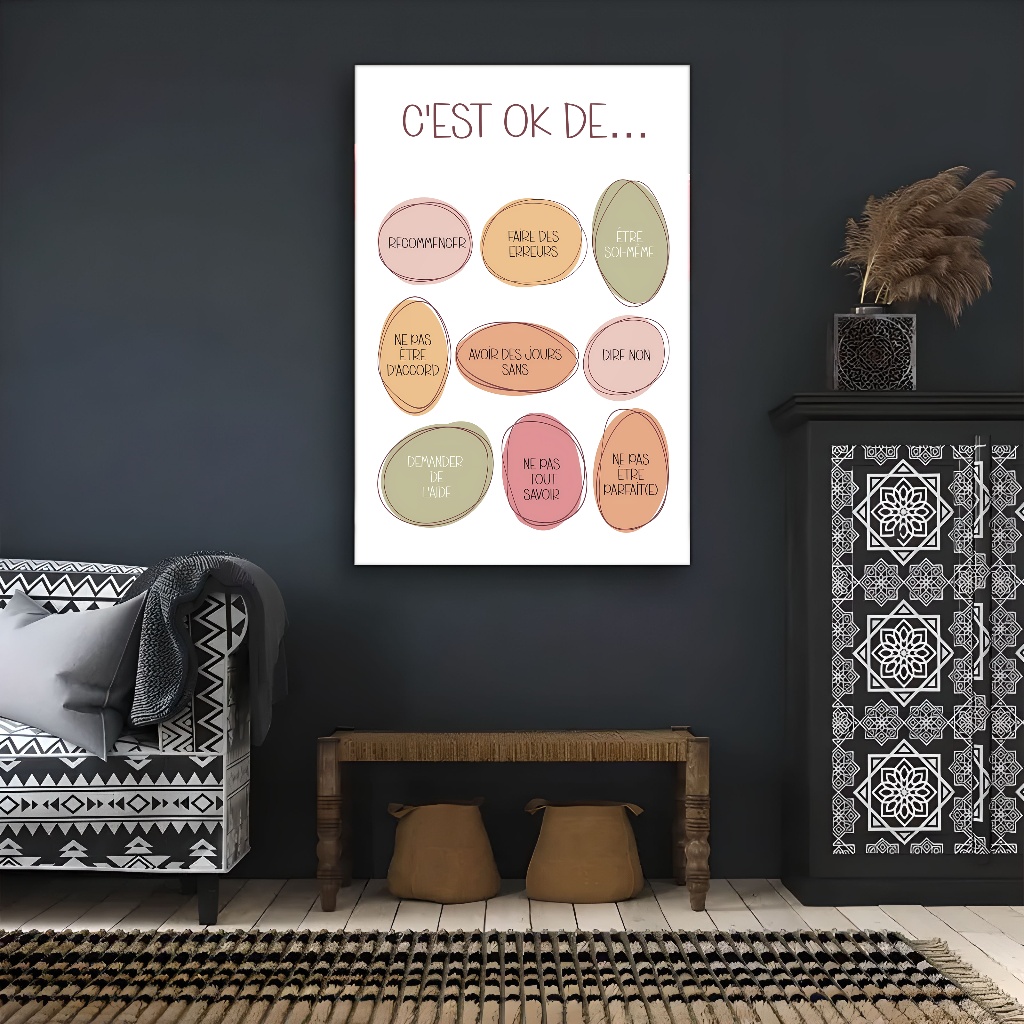 C'EST OK DE...
RECOMMENCER
FAIRE DES
ERREURS
ÊTRE
SOI-MÊME
NE PAS
ÊTRE
D'ACCORD
AVOIR DES JOURS
SANS
DIRE NON
DEMANDER
DE
L'AIDE
NE PAS
TOUT
SAVOIR
NE PAS
ÊTRE
PARFAIT(E)